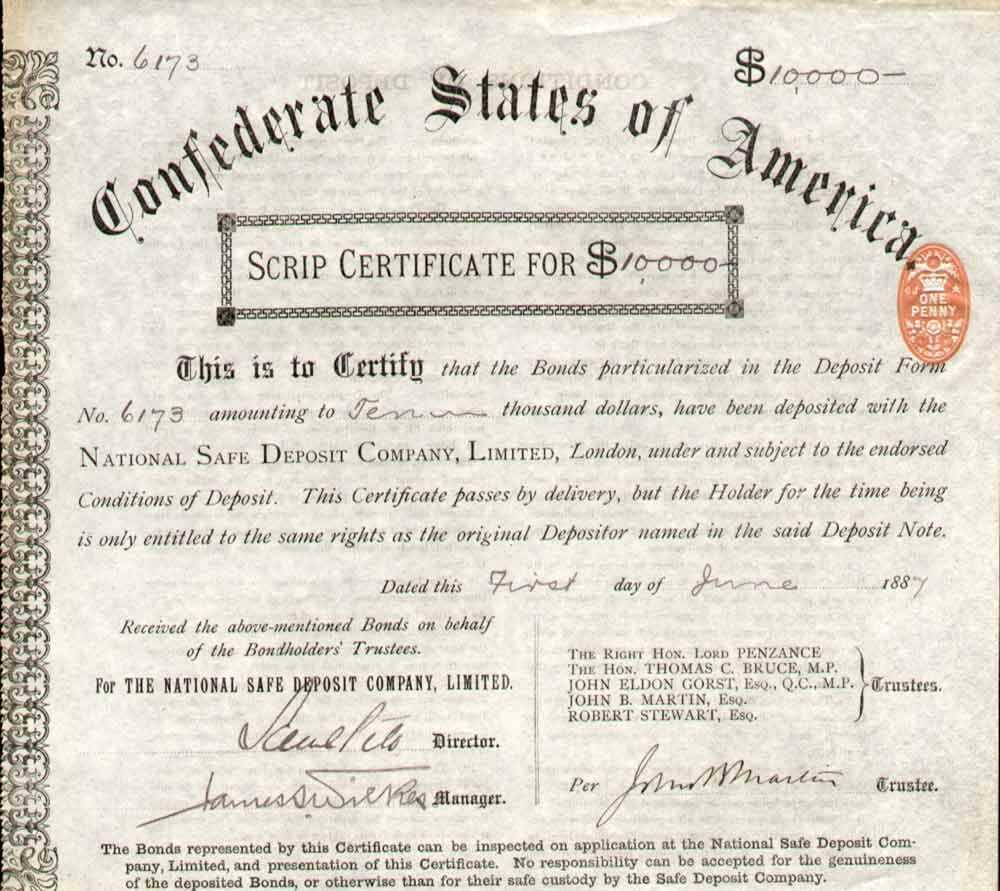 No. 6173
$10,000—
Confederate States of America.
SCRIP CERTIFICATE FOR $10,000—
ONE
PENNY
This is to Certify that the Bonds particularized in the Deposit Form
No. 6173 amounting to Ten thousand dollars, have been deposited with the
NATIONAL SAFE DEPOSIT COMPANY, LIMITED, London, under and subject to the endorsed
Conditions of Deposit. This Certificate passes by delivery, but the Holder for the time being
is only entitled to the same rights as the original Depositor named in the said Deposit Note.
Dated this First day of June 1887
Received the above-mentioned Bonds on behalf
of the Bondholders' Trustees.
For THE NATIONAL SAFE DEPOSIT COMPANY, LIMITED.
Director.
James S. Wilkes Manager.
THE RIGHT HON. LORD PENZANCE
THE HON. THOMAS C. BRUCE, M.P.
JOHN ELDON GORST, ESQ., Q.C., M.P.
JOHN B. MARTIN, ESQ.
ROBERT STEWART, ESQ.
Trustees.
Per John B Martin Trustee.
The Bonds represented by this Certificate can be inspected on application at the National Safe Deposit Com-
pany, Limited, and presentation of this Certificate. No responsibility can be accepted for the genuineness
of the deposited Bonds, or otherwise than for their safe custody by the Safe Deposit Company.